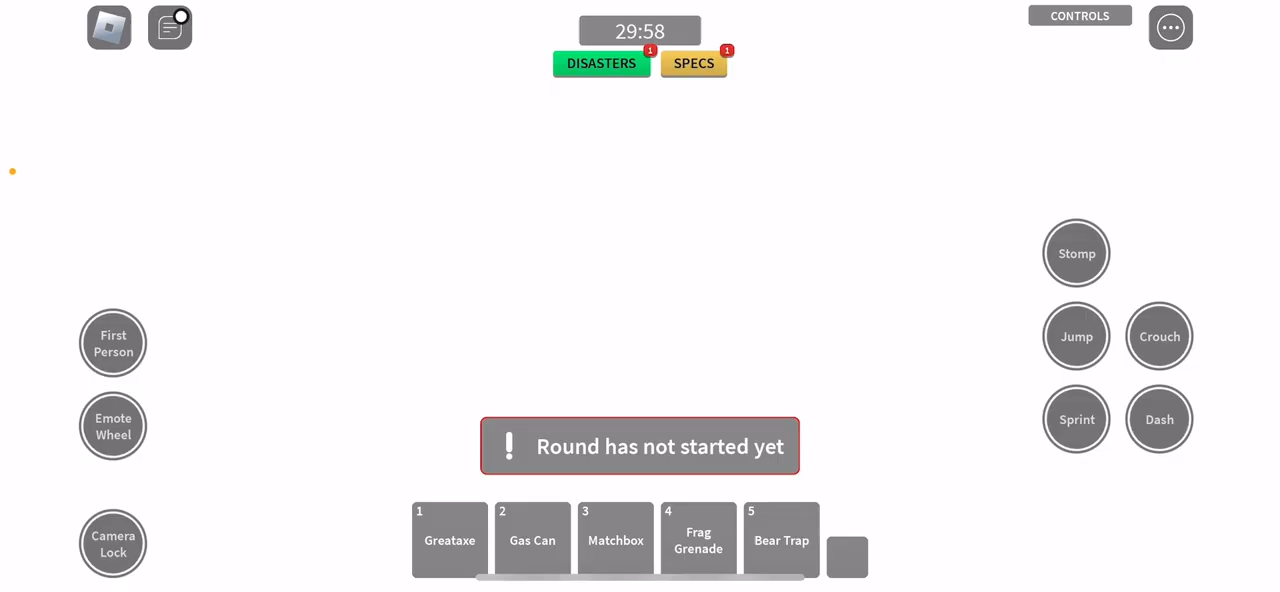 29:58
CONTROLS
DISASTERS
1
SPECS
1
Stomp
First
Person
Jump
Crouch
Emote
Wheel
Sprint
Dash
Round has not started yet
1
Greataxe
2
Gas Can
3
Matchbox
4
Frag
Grenade
5
Bear Trap
Camera
Lock